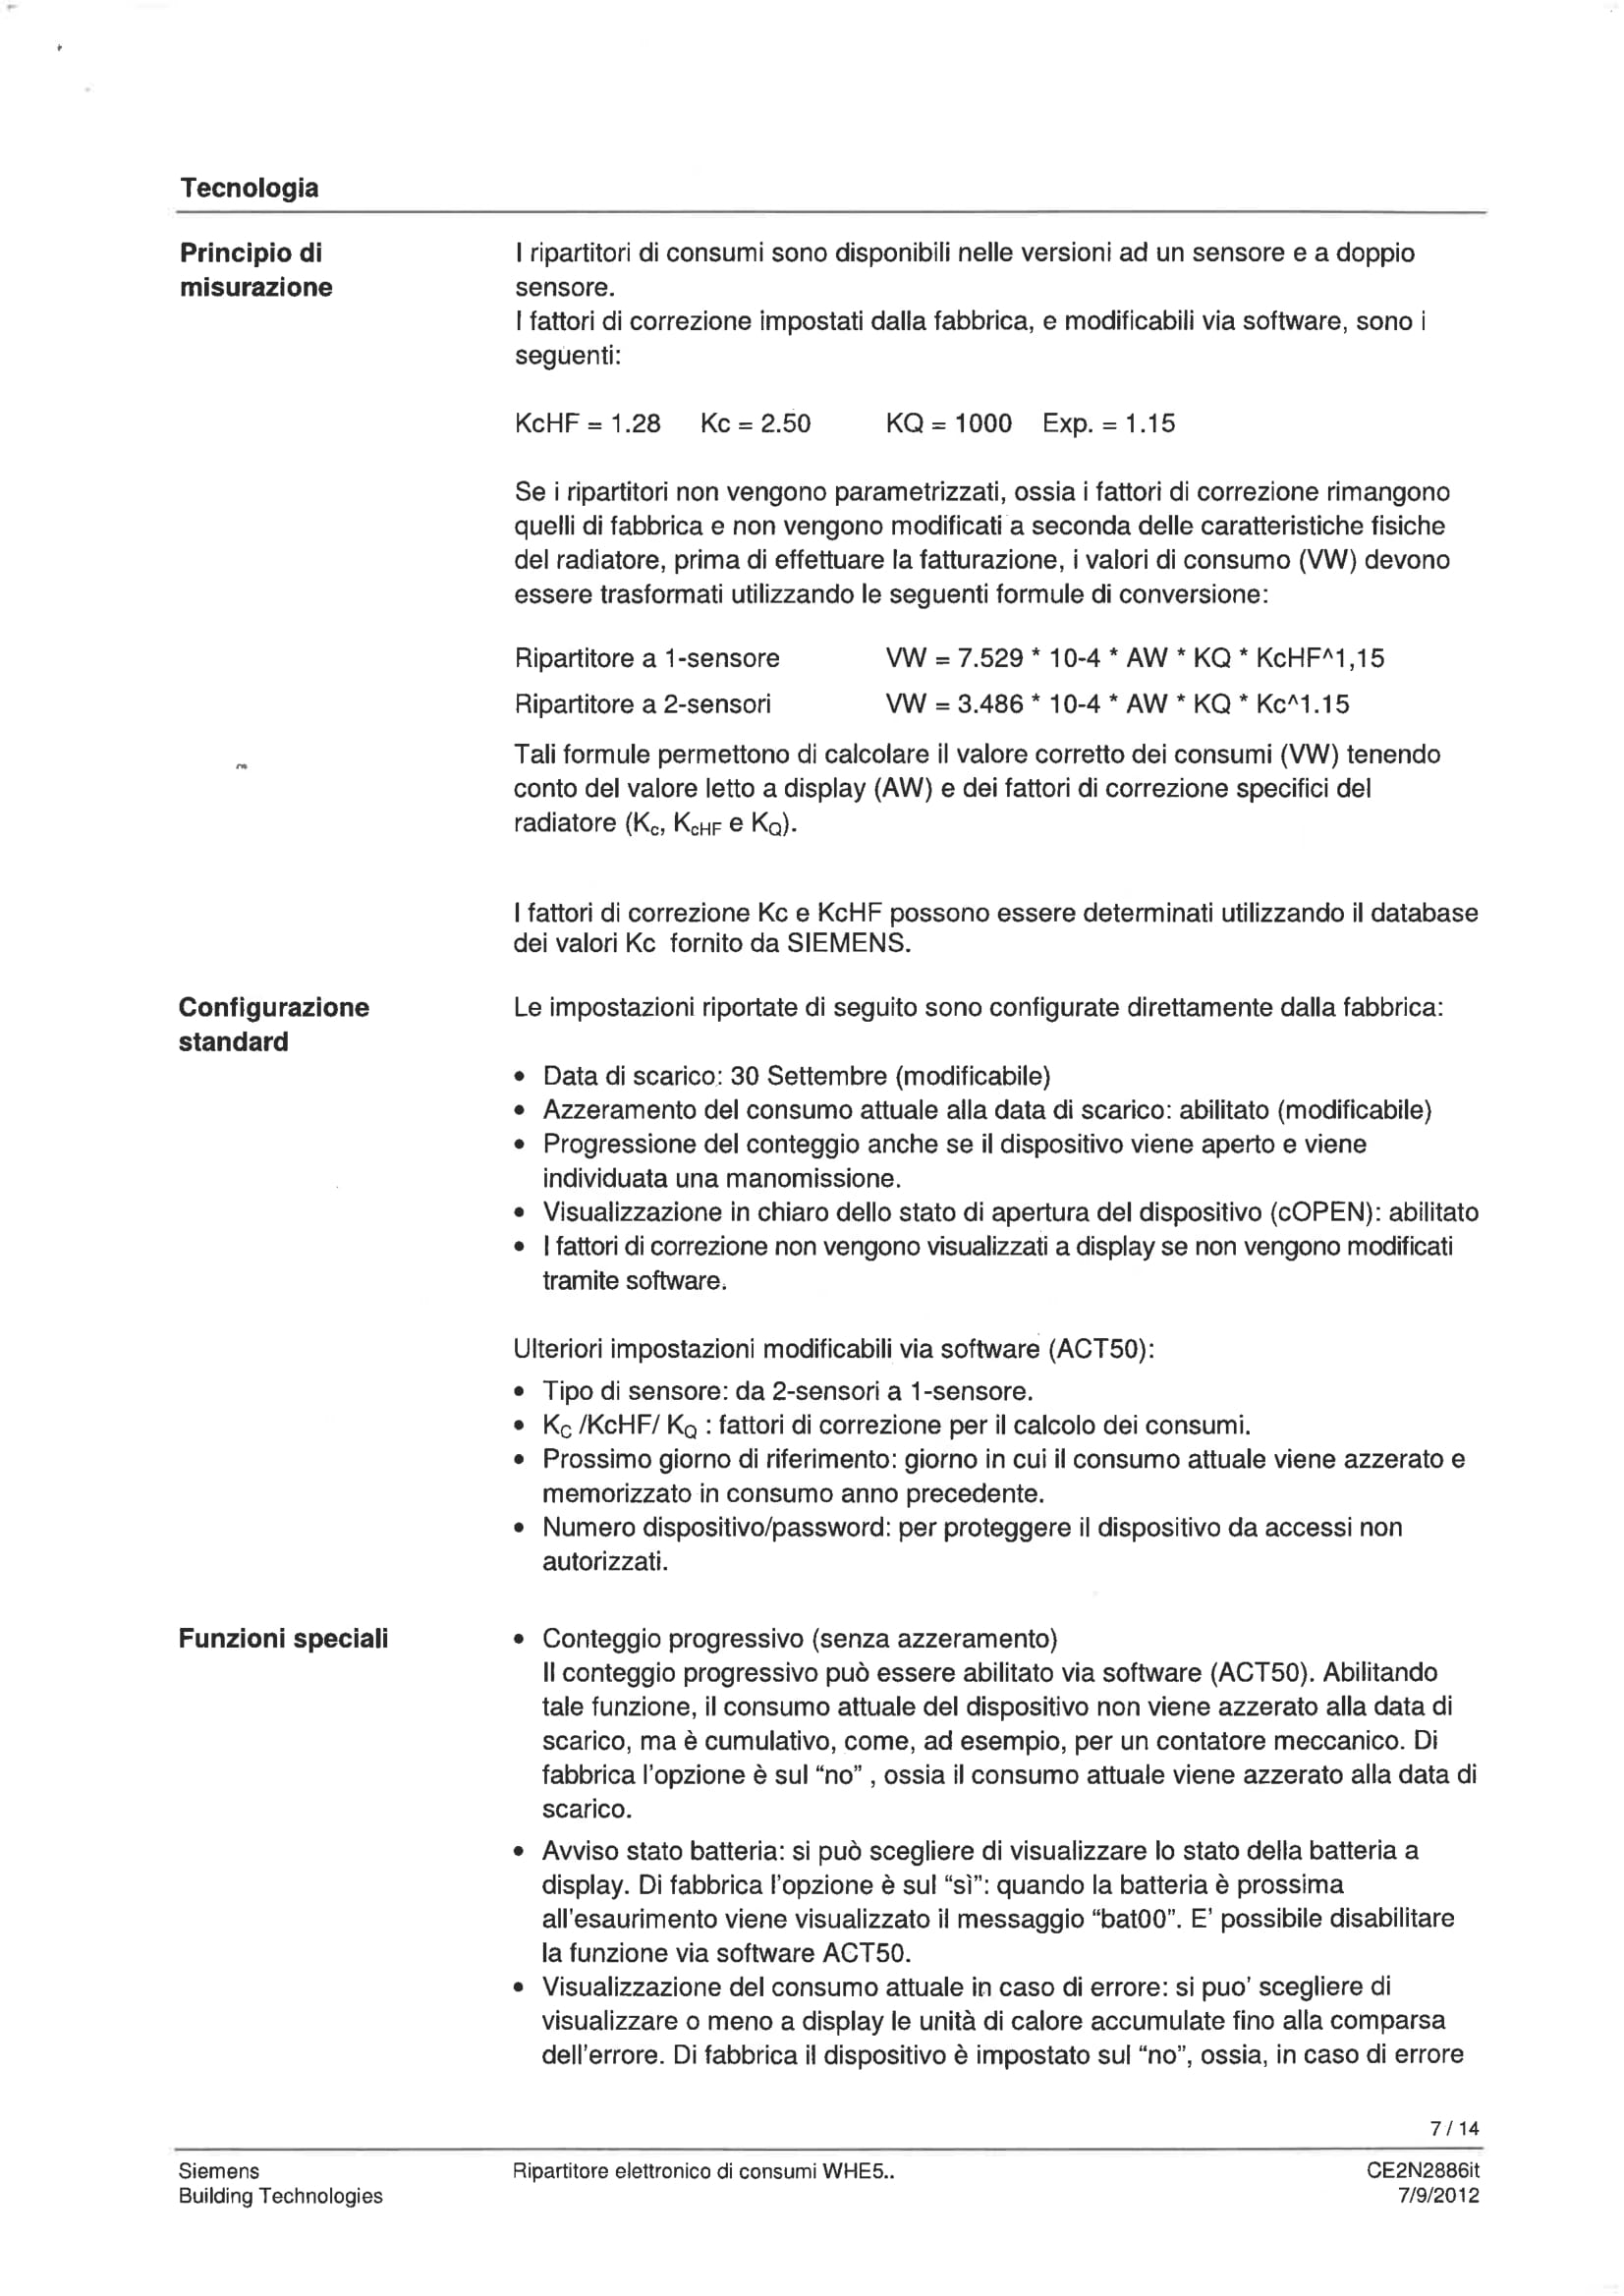 Tecnologia
Principio di
misurazione
I ripartitori di consumi sono disponibili nelle versioni ad un sensore e a doppio
sensore.
I fattori di correzione impostati dalla fabbrica, e modificabili via software, sono i
seguenti:
KcHF = 1.28 Kc = 2.50 KQ = 1000 Exp. = 1.15
Se i ripartitori non vengono parametrizzati, ossia i fattori di correzione rimangono
quelli di fabbrica e non vengono modificati a seconda delle caratteristiche fisiche
del radiatore, prima di effettuare la fatturazione, i valori di consumo (VW) devono
essere trasformati utilizzando le seguenti formule di conversione:
Ripartitore a 1-sensore VW = 7.529 * 10-4 * AW * KQ * KcHF^1,15
Ripartitore a 2-sensori VW = 3.486 * 10-4 * AW * KQ * Kc^1.15
Tali formule permettono di calcolare il valore corretto dei consumi (VW) tenendo
conto del valore letto a display (AW) e dei fattori di correzione specifici del
radiatore (Kc, KcHF e KQ).
I fattori di correzione Kc e KcHF possono essere determinati utilizzando il database
dei valori Kc fornito da SIEMENS.
Configurazione
standard
Le impostazioni riportate di seguito sono configurate direttamente dalla fabbrica:
• Data di scarico: 30 Settembre (modificabile)
• Azzeramento del consumo attuale alla data di scarico: abilitato (modificabile)
• Progressione del conteggio anche se il dispositivo viene aperto e viene
individuata una manomissione.
• Visualizzazione in chiaro dello stato di apertura del dispositivo (cOPEN): abilitato
• I fattori di correzione non vengono visualizzati a display se non vengono modificati
tramite software.
Ulteriori impostazioni modificabili via software (ACT50):
• Tipo di sensore: da 2-sensori a 1-sensore.
• KC /KcHF/ KQ : fattori di correzione per il calcolo dei consumi.
• Prossimo giorno di riferimento: giorno in cui il consumo attuale viene azzerato e
memorizzato in consumo anno precedente.
• Numero dispositivo/password: per proteggere il dispositivo da accessi non
autorizzati.
Funzioni speciali
• Conteggio progressivo (senza azzeramento)
Il conteggio progressivo può essere abilitato via software (ACT50). Abilitando
tale funzione, il consumo attuale del dispositivo non viene azzerato alla data di
scarico, ma è cumulativo, come, ad esempio, per un contatore meccanico. Di
fabbrica l'opzione è sul “no” , ossia il consumo attuale viene azzerato alla data di
scarico.
• Avviso stato batteria: si può scegliere di visualizzare lo stato della batteria a
display. Di fabbrica l'opzione è sul “sì”: quando la batteria è prossima
all'esaurimento viene visualizzato il messaggio “bat00”. E' possibile disabilitare
la funzione via software ACT50.
• Visualizzazione del consumo attuale in caso di errore: si puo' scegliere di
visualizzare o meno a display le unità di calore accumulate fino alla comparsa
dell'errore. Di fabbrica il dispositivo è impostato sul “no”, ossia, in caso di errore
7 / 14
Siemens Ripartitore elettronico di consumi WHE5.. CE2N2886it
Building Technologies 7/9/2012